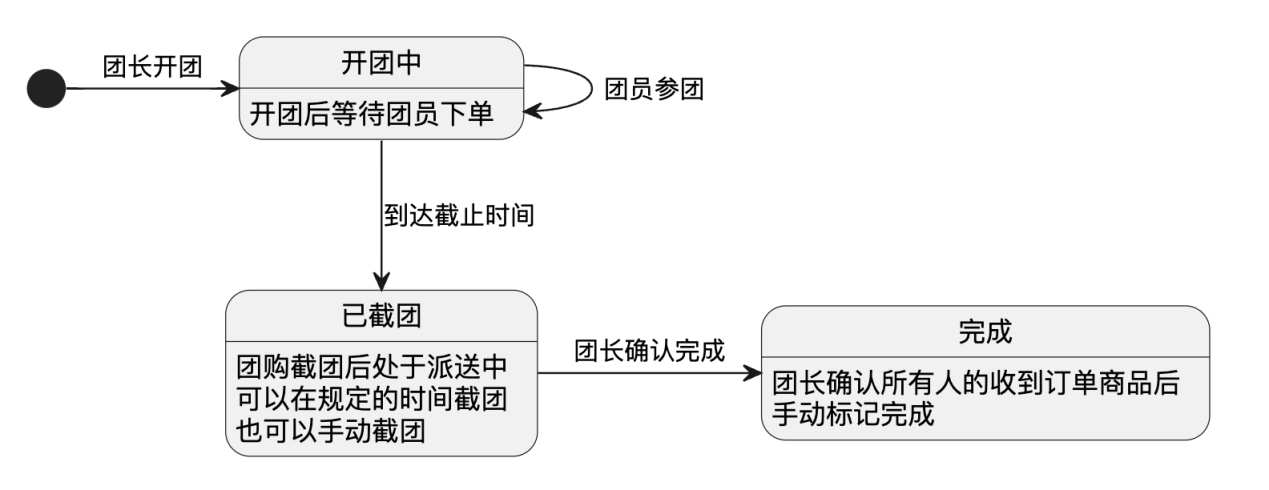 团长开团
开团中
开团后等待团员下单
团员参团
到达截止时间
已截团
团购截团后处于派送中
可以在规定的时间截团
也可以手动截团
团长确认完成
完成
团长确认所有人的收到订单商品后
手动标记完成